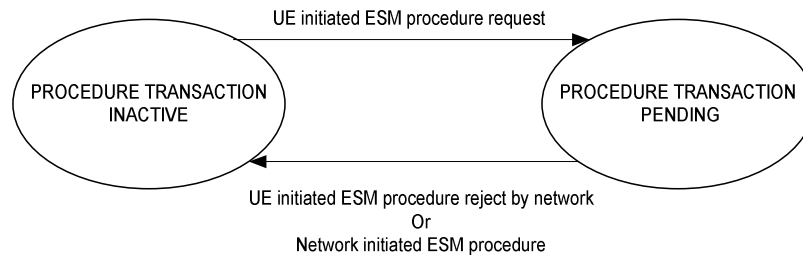 UE initiated ESM procedure request
PROCEDURE TRANSACTION
INACTIVE
PROCEDURE TRANSACTION
PENDING
UE initiated ESM procedure reject by network
Or
Network initiated ESM procedure